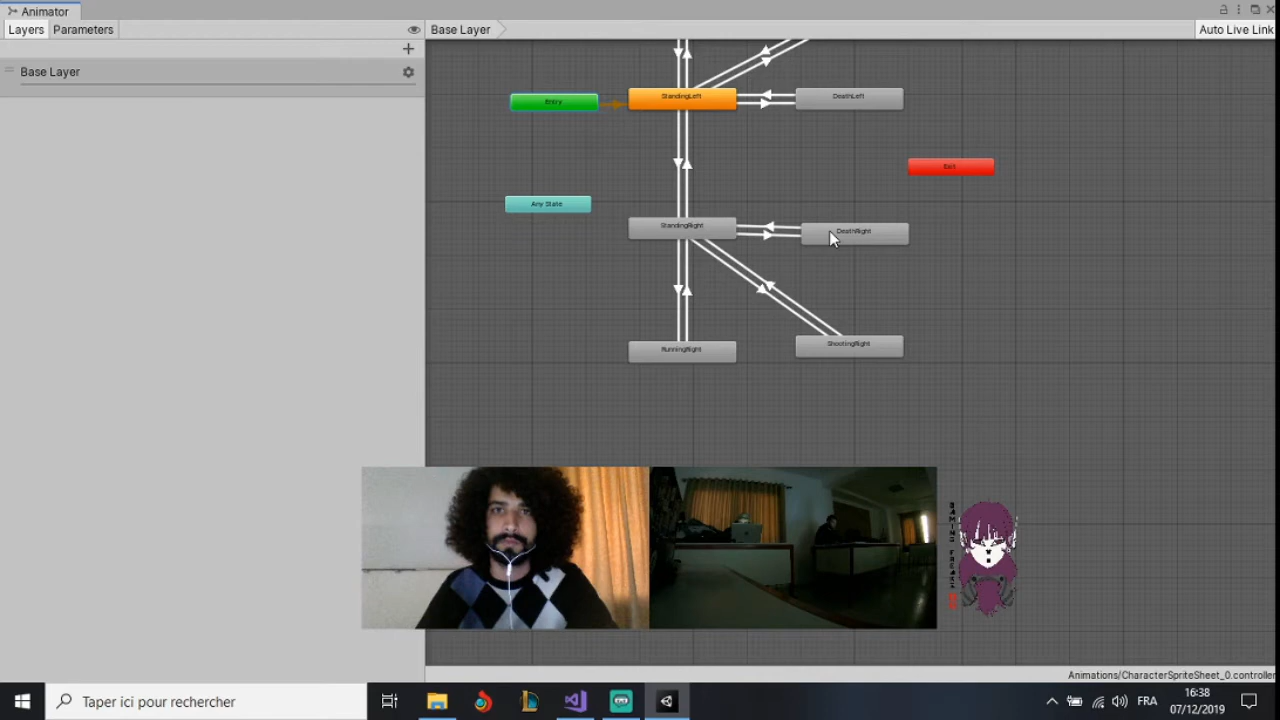 Animator
Layers
Parameters
Base Layer
Auto Live Link
Base Layer
Entry
StandingLeft
DeathLeft
Exit
Any State
StandingRight
DeathRight
RunningRight
ShootingRight
Animations/CharacterSpriteSheet_0.controller
Taper ici pour rechercher
FRA
16:38
07/12/2019